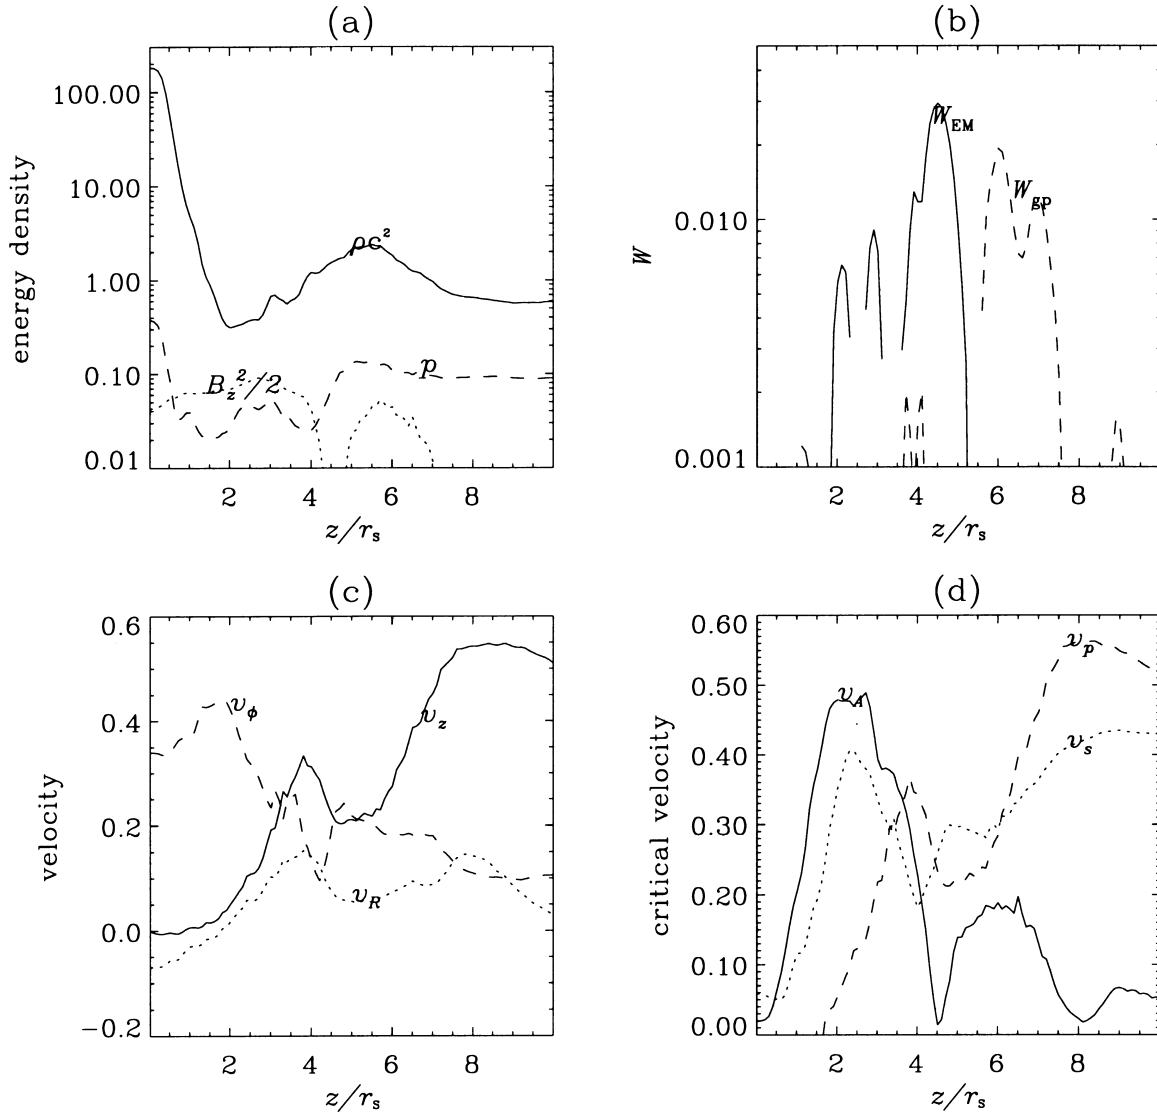 (a)
100.00
10.00
1.00
0.10
0.01
energy density
ρc²
B_z²/2
p
2 4 6 8
z/r_s
(b)
0.010
0.001
W
W_EM
W_gp
2 4 6 8
z/r_s
(c)
0.6
0.4
0.2
0.0
−0.2
velocity
v_ϕ
v_z
v_R
2 4 6 8
z/r_s
(d)
0.60
0.50
0.40
0.30
0.20
0.10
0.00
critical velocity
v_p
v_A
v_s
2 4 6 8
z/r_s